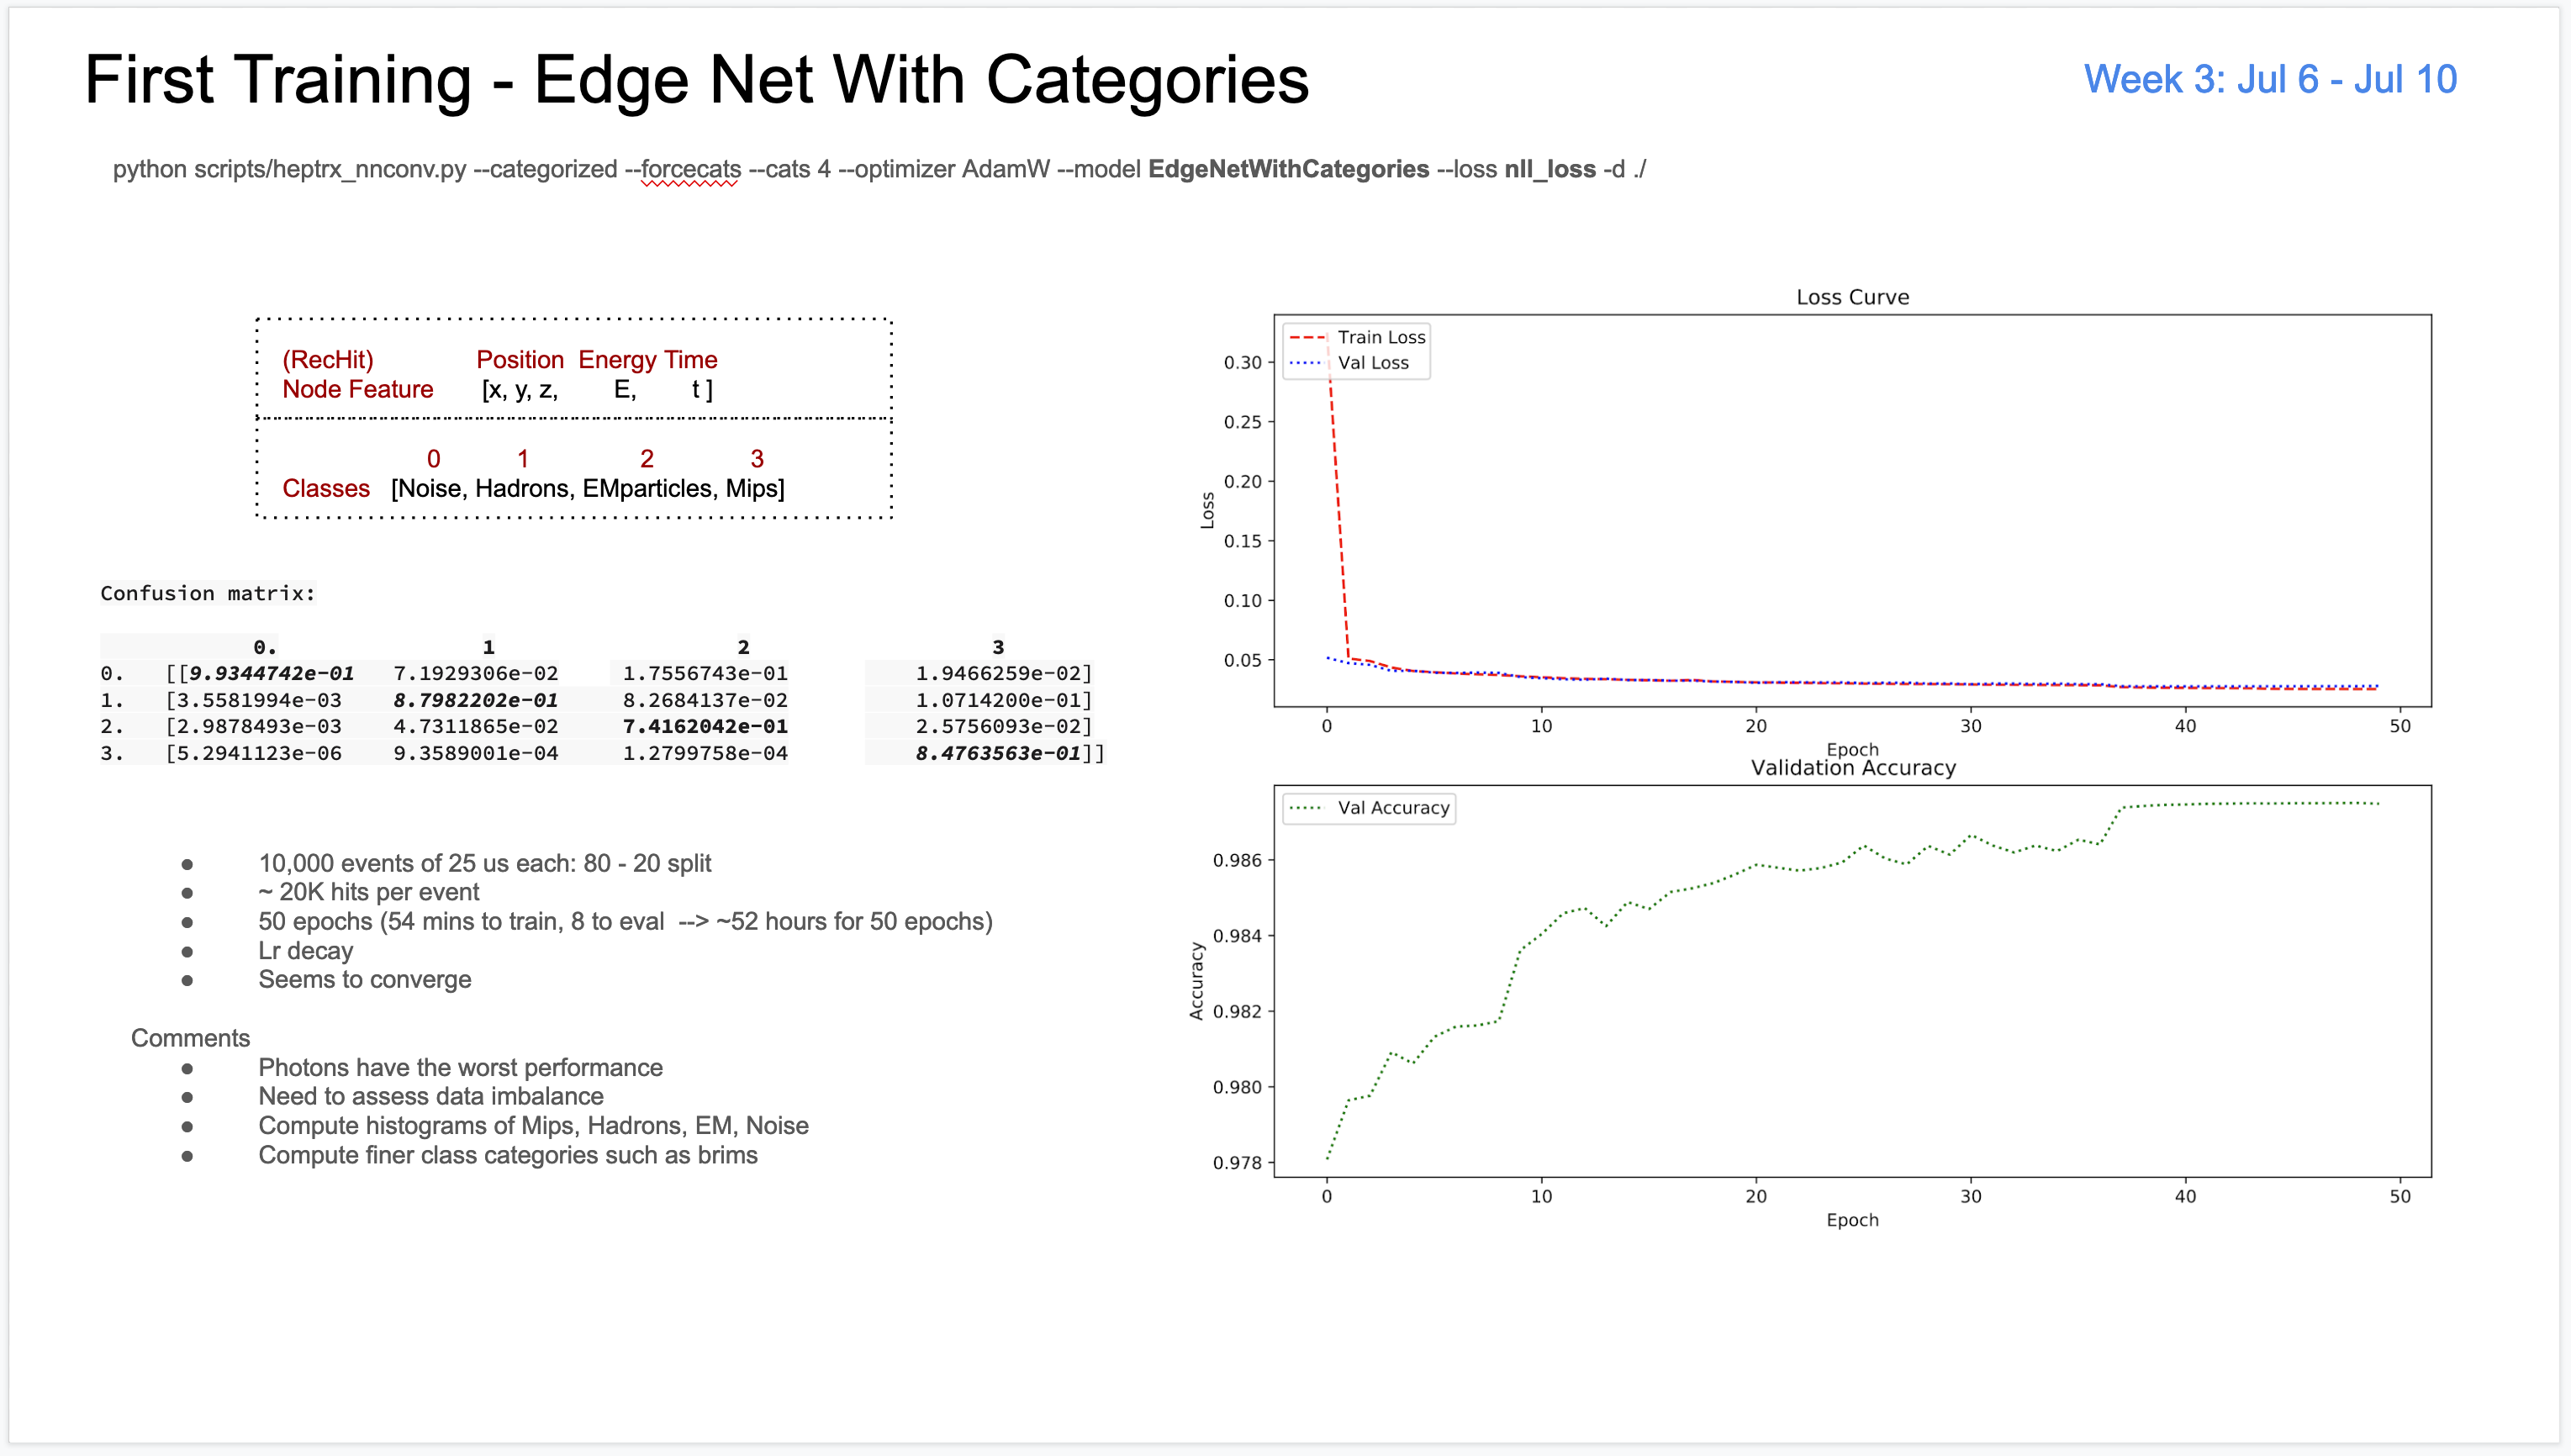 First Training - Edge Net With Categories
Week 3: Jul 6 - Jul 10
python scripts/heptrx_nnconv.py --categorized --forcecats --cats 4 --optimizer AdamW --model EdgeNetWithCategories --loss nll_loss -d ./
(RecHit) Position Energy Time
Node Feature [x, y, z, E, t ]
0 1 2 3
Classes [Noise, Hadrons, EMparticles, Mips]
Confusion matrix:
0. 1 2 3
0. [[9.9344742e-01 7.1929306e-02 1.7556743e-01 1.9466259e-02]
1. [3.5581994e-03 8.7982202e-01 8.2684137e-02 1.0714200e-01]
2. [2.9878493e-03 4.7311865e-02 7.4162042e-01 2.5756093e-02]
3. [5.2941123e-06 9.3589001e-04 1.2799758e-04 8.4763563e-01]]
● 10,000 events of 25 us each: 80 - 20 split
● ~ 20K hits per event
● 50 epochs (54 mins to train, 8 to eval --> ~52 hours for 50 epochs)
● Lr decay
● Seems to converge
Comments
● Photons have the worst performance
● Need to assess data imbalance
● Compute histograms of Mips, Hadrons, EM, Noise
● Compute finer class categories such as brims
Loss Curve
Train Loss
Val Loss
0.30
0.25
0.20
0.15
0.10
0.05
Loss
0 10 20 30 40 50
Epoch
Validation Accuracy
Val Accuracy
0.986
0.984
0.982
0.980
0.978
Accuracy
0 10 20 30 40 50
Epoch